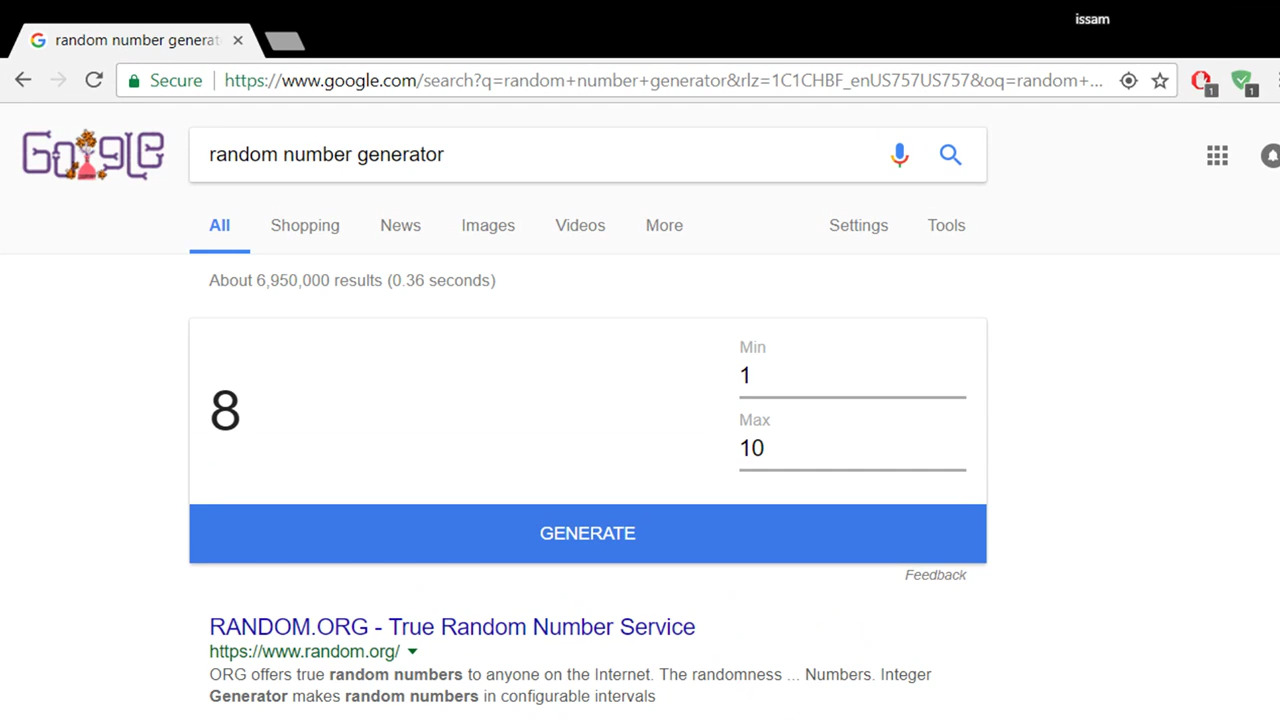 issam
random number generat
Secure https://www.google.com/search?q=random+number+generator&rlz=1C1CHBF_enUS757US757&oq=random+...
1 1
Google random number generator
All Shopping News Images Videos More Settings Tools
About 6,950,000 results (0.36 seconds)
Min
1
8
Max
10
GENERATE
Feedback
RANDOM.ORG - True Random Number Service
https://www.random.org/
ORG offers true random numbers to anyone on the Internet. The randomness ... Numbers. Integer
Generator makes random numbers in configurable intervals